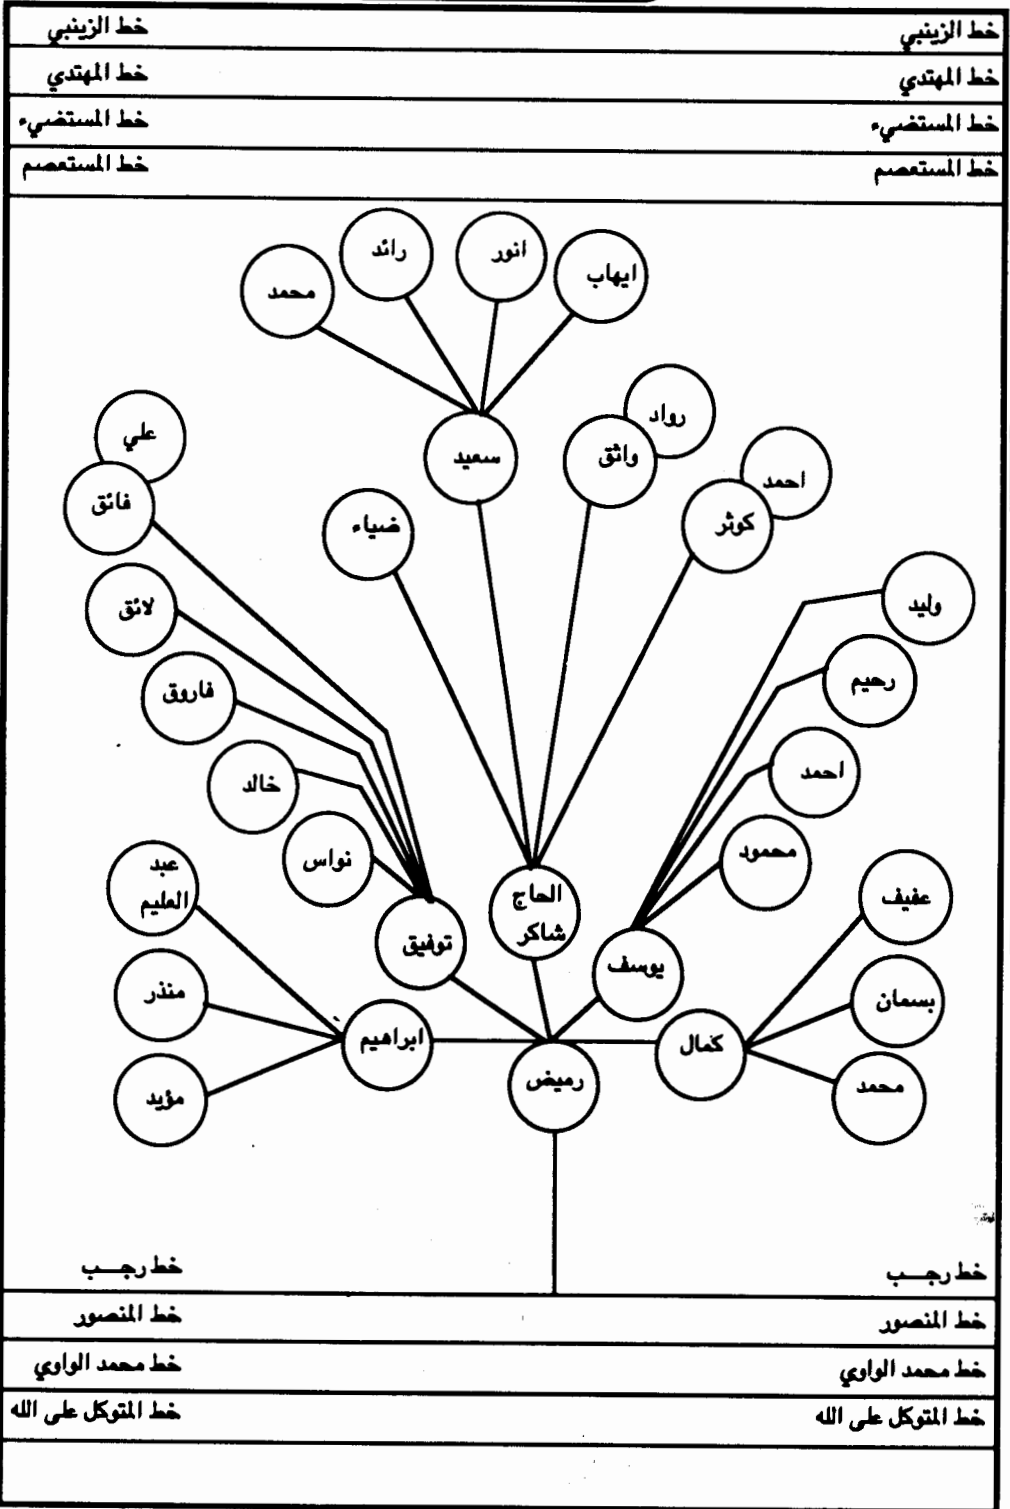 خط الزينبي خط الزينبي
خط المهتدي خط المهتدي
خط المستضيء خط المستضيء
خط المستعصم خط المستعصم
ايهاب
انور
رائد
محمد
رواد
واثق
سعيد
احمد
كوثر
ضياء
علي
فائق
وليد
لائق
رحيم
فاروق
احمد
خالد
محمود
نواس
عفيف
الحاج
شاكر
عبد
العليم
توفيق
يوسف
بسمان
منذر
كمال
ابراهيم
رميض
محمد
مؤيد
خط رجــب خط رجــب
خط المنصور خط المنصور
خط محمد الواوي خط محمد الواوي
خط المتوكل على الله خط المتوكل على الله